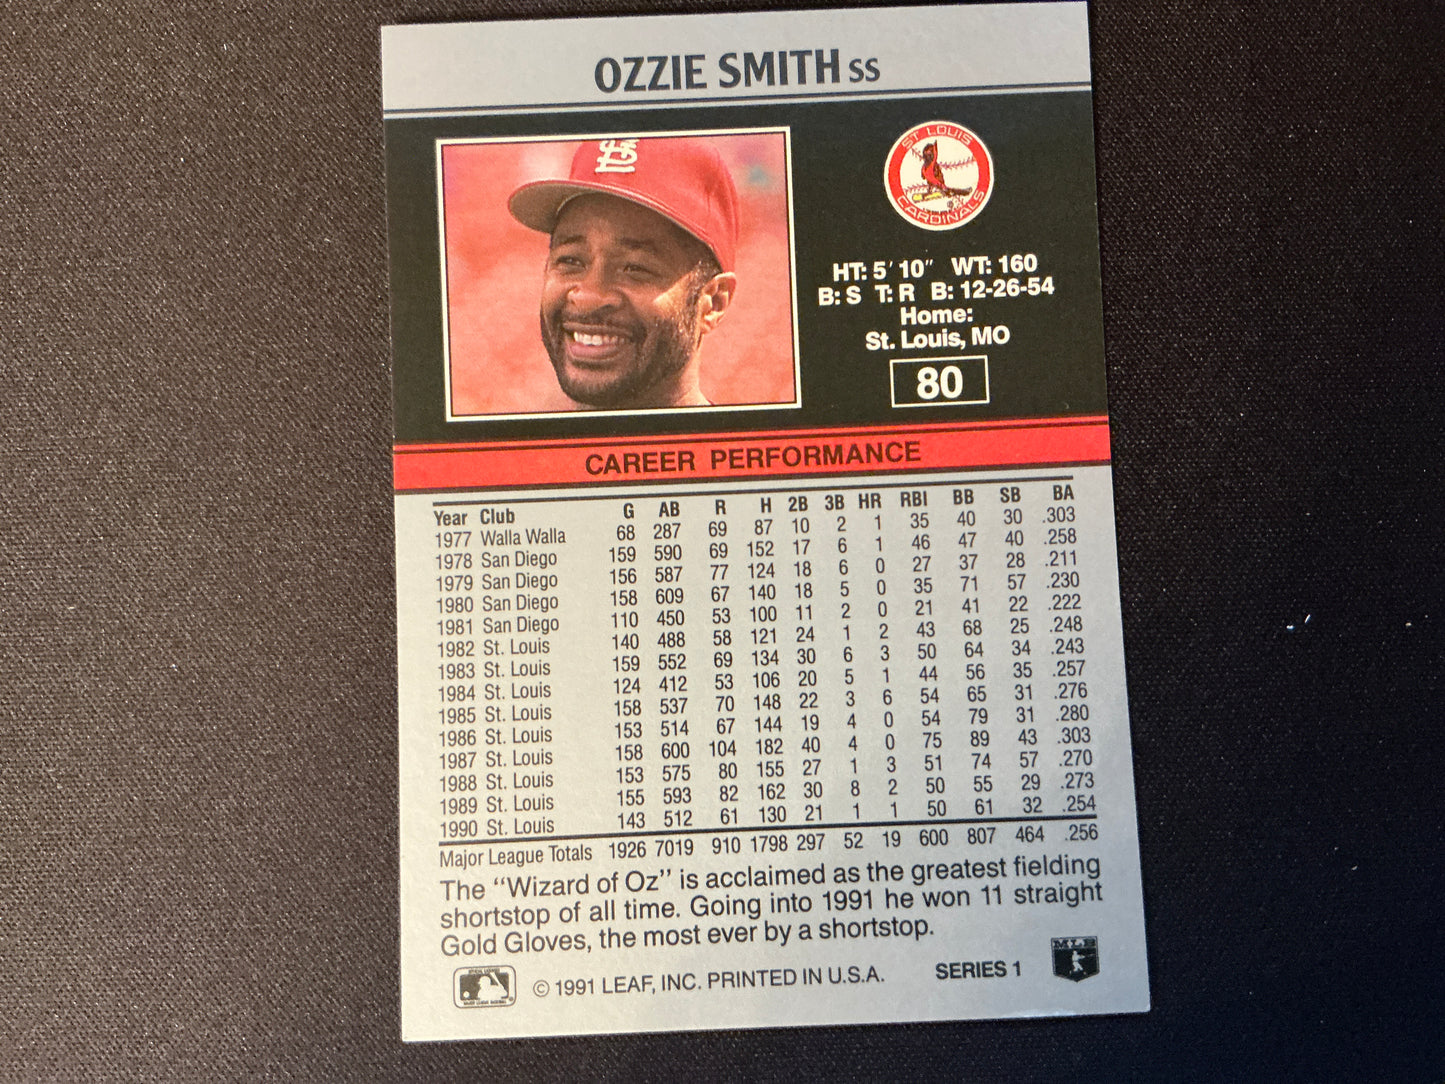 OZZIE SMITH SS
StL
ST LOUIS
CARDINALS
HT: 5' 10" WT: 160
B: S T: R B: 12-26-54
Home:
St. Louis, MO
80
CAREER PERFORMANCE
Year Club G AB R H 2B 3B HR RBI BB SB BA
1977 Walla Walla 68 287 69 87 10 2 1 35 40 30 .303
1978 San Diego 159 590 69 152 17 6 1 46 47 40 .258
1979 San Diego 156 587 77 124 18 6 0 27 37 28 .211
1980 San Diego 158 609 67 140 18 5 0 35 71 57 .230
1981 San Diego 110 450 53 100 11 2 0 21 41 22 .222
1982 St. Louis 140 488 58 121 24 1 2 43 68 25 .248
1983 St. Louis 159 552 69 134 30 6 3 50 64 34 .243
1984 St. Louis 124 412 53 106 20 5 1 44 56 35 .257
1985 St. Louis 158 537 70 148 22 3 6 54 65 31 .276
1986 St. Louis 153 514 67 144 19 4 0 54 79 31 .280
1987 St. Louis 158 600 104 182 40 4 0 75 89 43 .303
1988 St. Louis 153 575 80 155 27 1 3 51 74 57 .270
1989 St. Louis 155 593 82 162 30 8 2 50 55 29 .273
1990 St. Louis 143 512 61 130 21 1 1 50 61 32 .254
Major League Totals 1926 7019 910 1798 297 52 19 600 807 464 .256
The "Wizard of Oz" is acclaimed as the greatest fielding
shortstop of all time. Going into 1991 he won 11 straight
Gold Gloves, the most ever by a shortstop.
© 1991 LEAF, INC. PRINTED IN U.S.A. SERIES 1